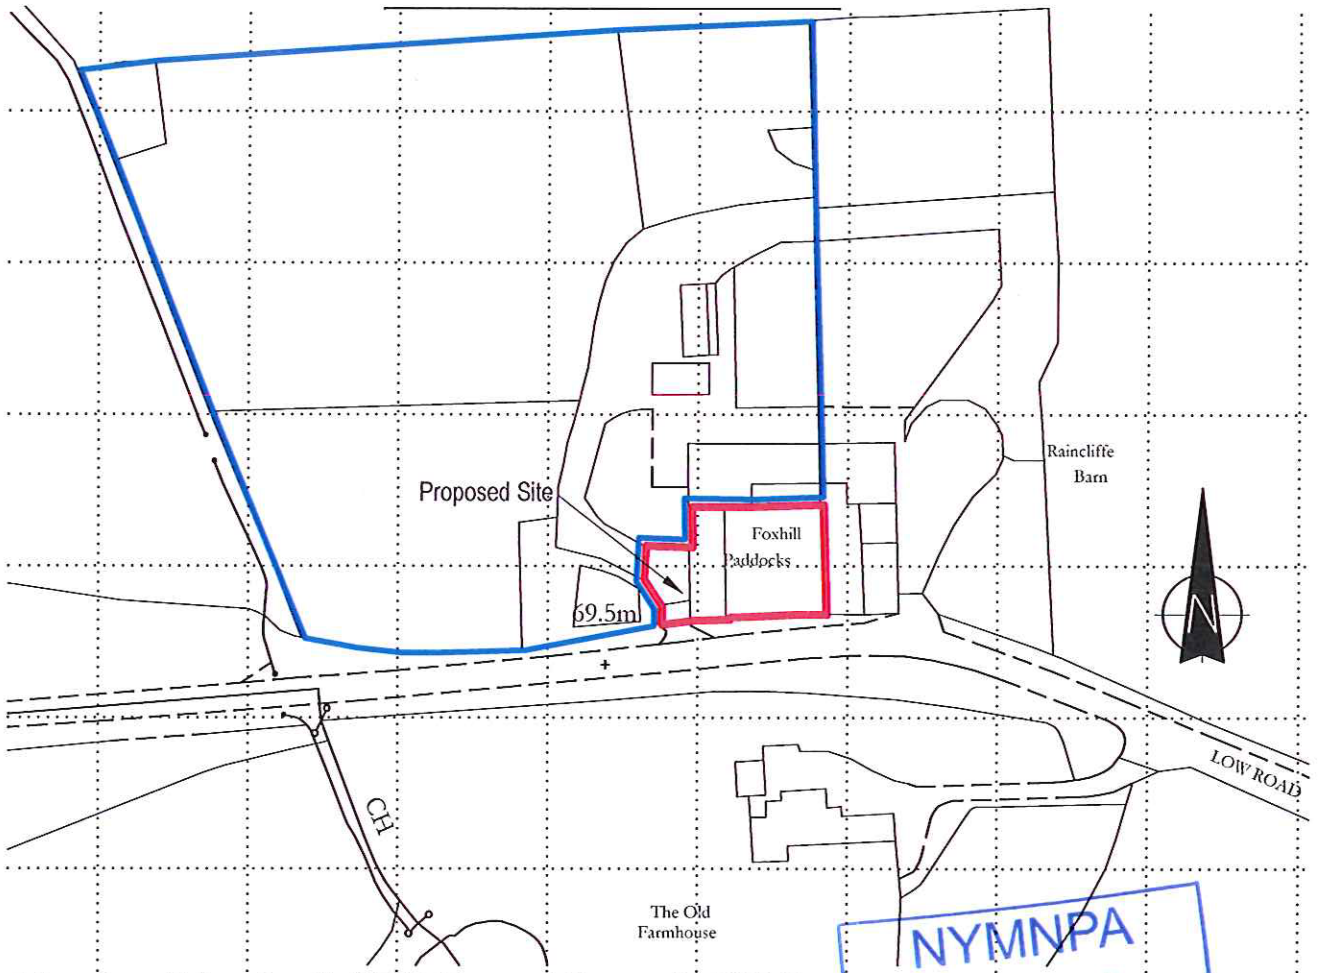 Raincliffe
Barn
Proposed Site
Foxhill
Paddocks
69.5m
N
LOW ROAD
CH
The Old
Farmhouse
NYMNPA